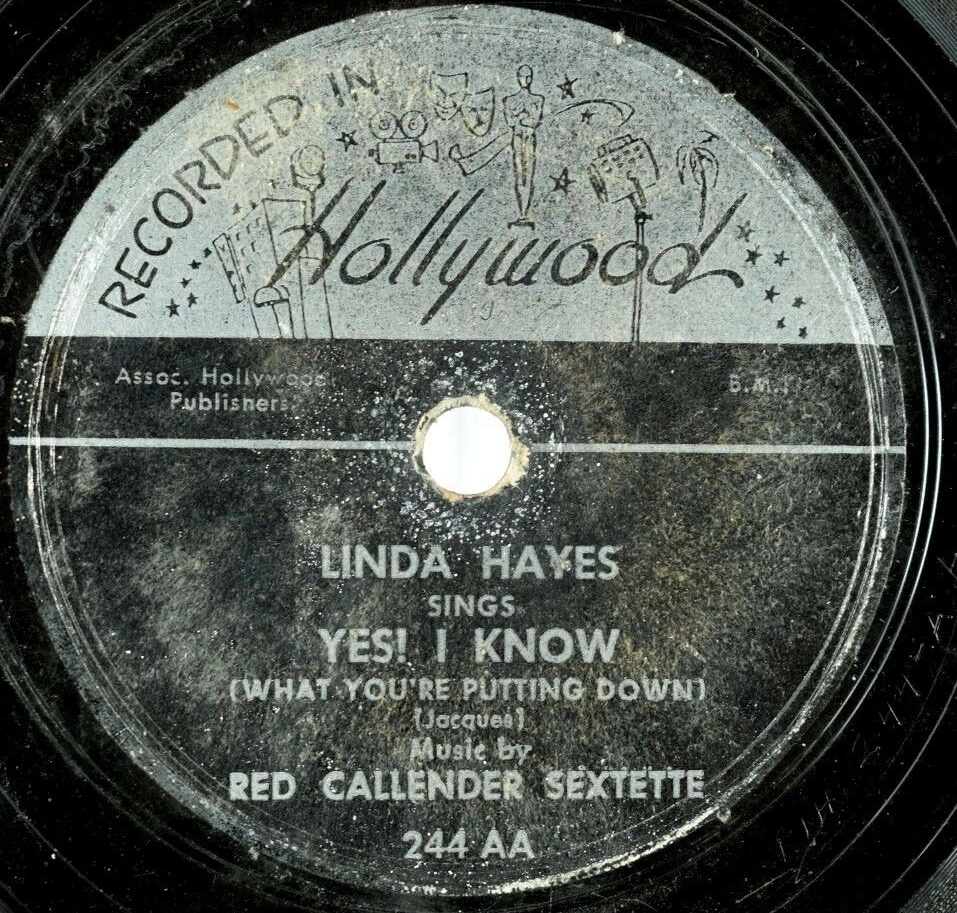 RECORDED IN
Hollywood
Assoc. Hollywood
Publishers
B.M.I.
LINDA HAYES
SINGS
YES! I KNOW
(WHAT YOU'RE PUTTING DOWN)
(Jacques)
Music by
RED CALLENDER SEXTETTE
244 AA